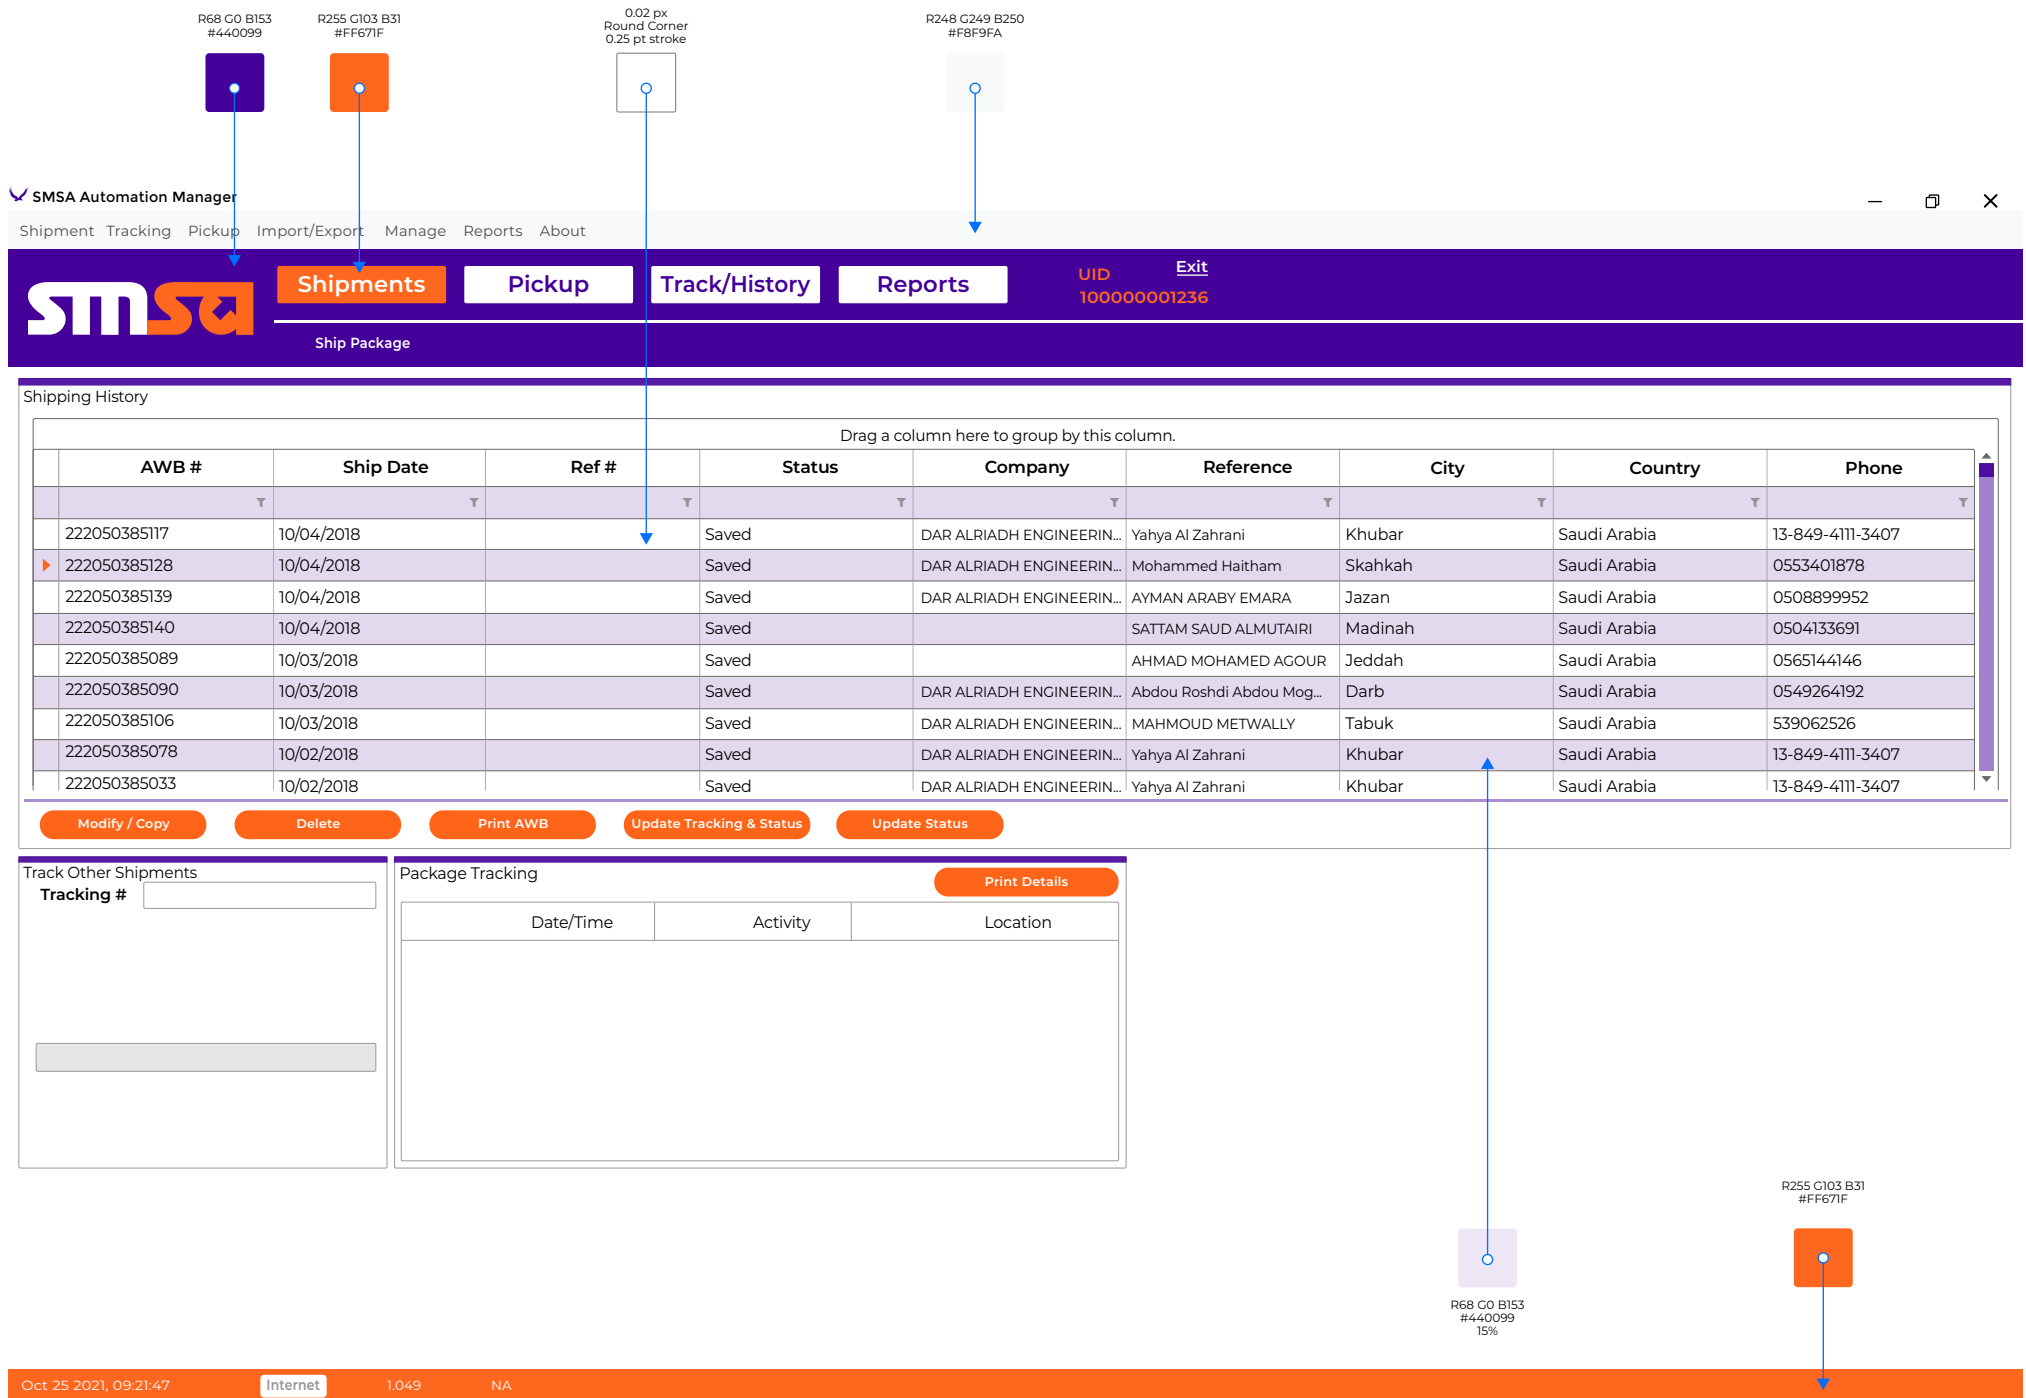 R68 G0 B153
#440099
R255 G103 B31
#FF671F
0.02 px
Round Corner
0.25 pt stroke
R248 G249 B250
#F8F9FA
SMSA Automation Manager
Shipment Tracking Pickup Import/Export Manage Reports About
smsa
Shipments Pickup Track/History Reports
UID
100000001236
Exit
Ship Package
Shipping History
Drag a column here to group by this column.
AWB # Ship Date Ref # Status Company Reference City Country Phone
222050385117 10/04/2018 Saved DAR ALRIADH ENGINEERIN... Yahya Al Zahrani Khubar Saudi Arabia 13-849-4111-3407
222050385128 10/04/2018 Saved DAR ALRIADH ENGINEERIN... Mohammed Haitham Skahkah Saudi Arabia 0553401878
222050385139 10/04/2018 Saved DAR ALRIADH ENGINEERIN... AYMAN ARABY EMARA Jazan Saudi Arabia 0508899952
222050385140 10/04/2018 Saved SATTAM SAUD ALMUTAIRI Madinah Saudi Arabia 0504133691
222050385089 10/03/2018 Saved AHMAD MOHAMED AGOUR Jeddah Saudi Arabia 0565144146
222050385090 10/03/2018 Saved DAR ALRIADH ENGINEERIN... Abdou Roshdi Abdou Mog... Darb Saudi Arabia 0549264192
222050385106 10/03/2018 Saved DAR ALRIADH ENGINEERIN... MAHMOUD METWALLY Tabuk Saudi Arabia 539062526
222050385078 10/02/2018 Saved DAR ALRIADH ENGINEERIN... Yahya Al Zahrani Khubar Saudi Arabia 13-849-4111-3407
222050385033 10/02/2018 Saved DAR ALRIADH ENGINEERIN... Yahya Al Zahrani Khubar Saudi Arabia 13-849-4111-3407
Modify / Copy Delete Print AWB Update Tracking & Status Update Status
Track Other Shipments
Tracking #
Package Tracking
Print Details
Date/Time Activity Location
R255 G103 B31
#FF671F
R68 G0 B153
#440099
15%
Oct 25 2021, 09:21:47 Internet 1.049 NA